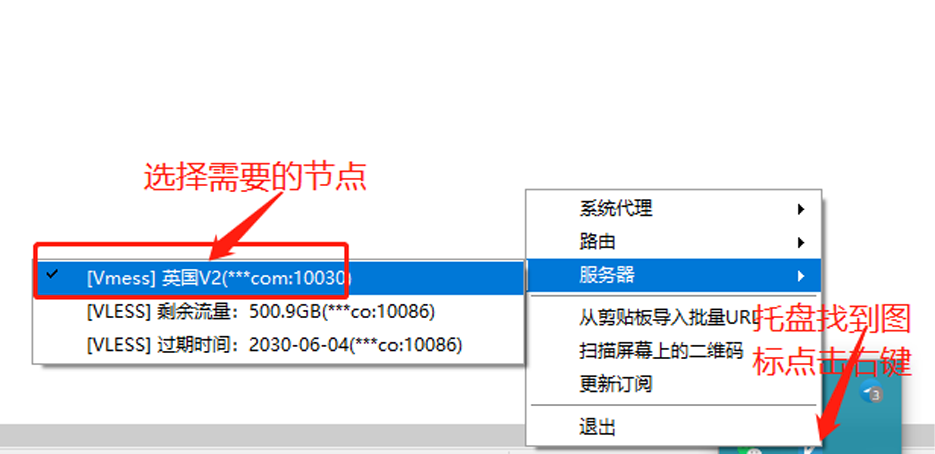 选择需要的节点
[Vmess] 英国V2(***com:10030)
[VLESS] 剩余流量：500.9GB(***co:10086)
[VLESS] 过期时间：2030-06-04(***co:10086)
系统代理
路由
服务器
从剪贴板导入批量URL
扫描屏幕上的二维码
更新订阅
退出
托盘找到图
标点击右键
3